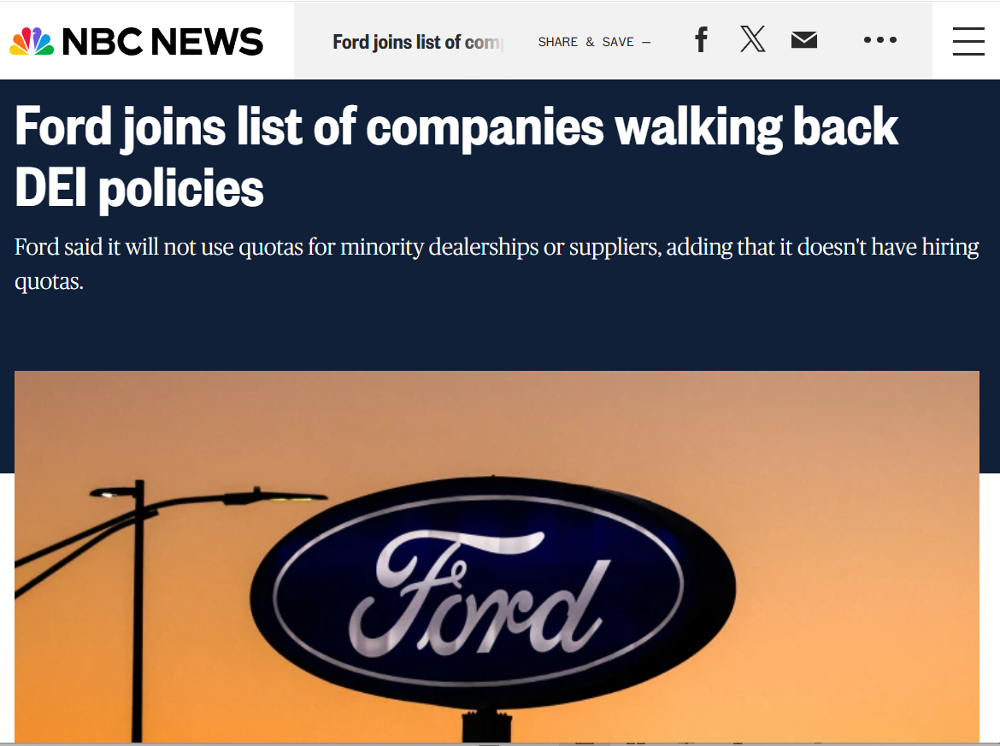 NBC NEWS
Ford joins list of com
SHARE & SAVE —
Ford joins list of companies walking back
DEI policies
Ford said it will not use quotas for minority dealerships or suppliers, adding that it doesn't have hiring
quotas.
Ford